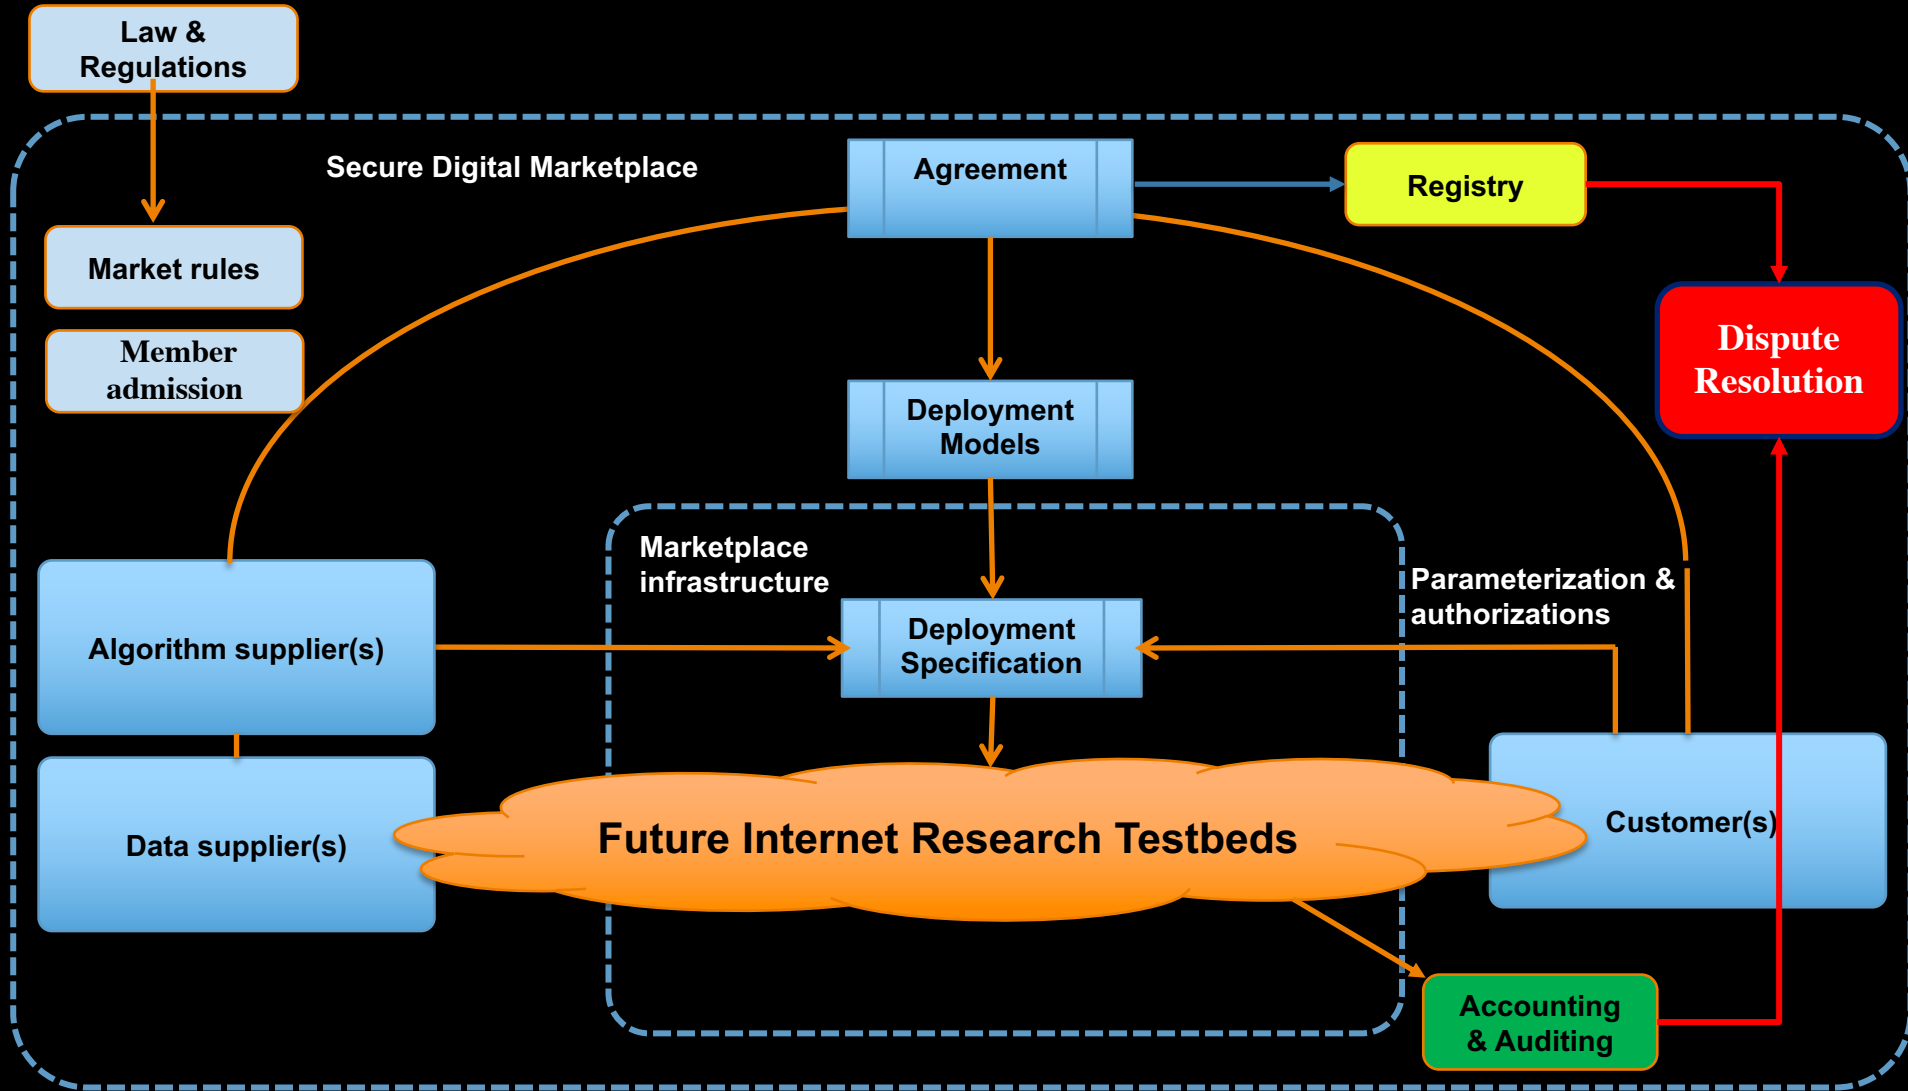 Law &
Regulations
Secure Digital Marketplace
Agreement
Registry
Market rules
Member
admission
Dispute
Resolution
Deployment
Models
Marketplace
infrastructure
Parameterization &
authorizations
Algorithm supplier(s)
Deployment
Specification
Data supplier(s)
Future Internet Research Testbeds
Customer(s)
Accounting
& Auditing